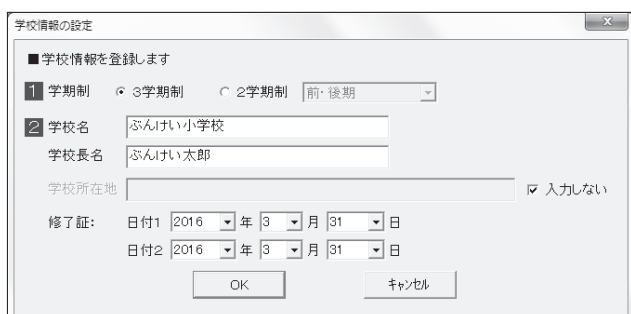 学校情報の設定
■学校情報を登録します
1 学期制 3学期制 2学期制 前・後期
2 学校名 ぶんけい小学校
学校長名 ぶんけい太郎
学校所在地 入力しない
修了証: 日付1 2016 年 3 月 31 日
日付2 2016 年 3 月 31 日
OK キャンセル